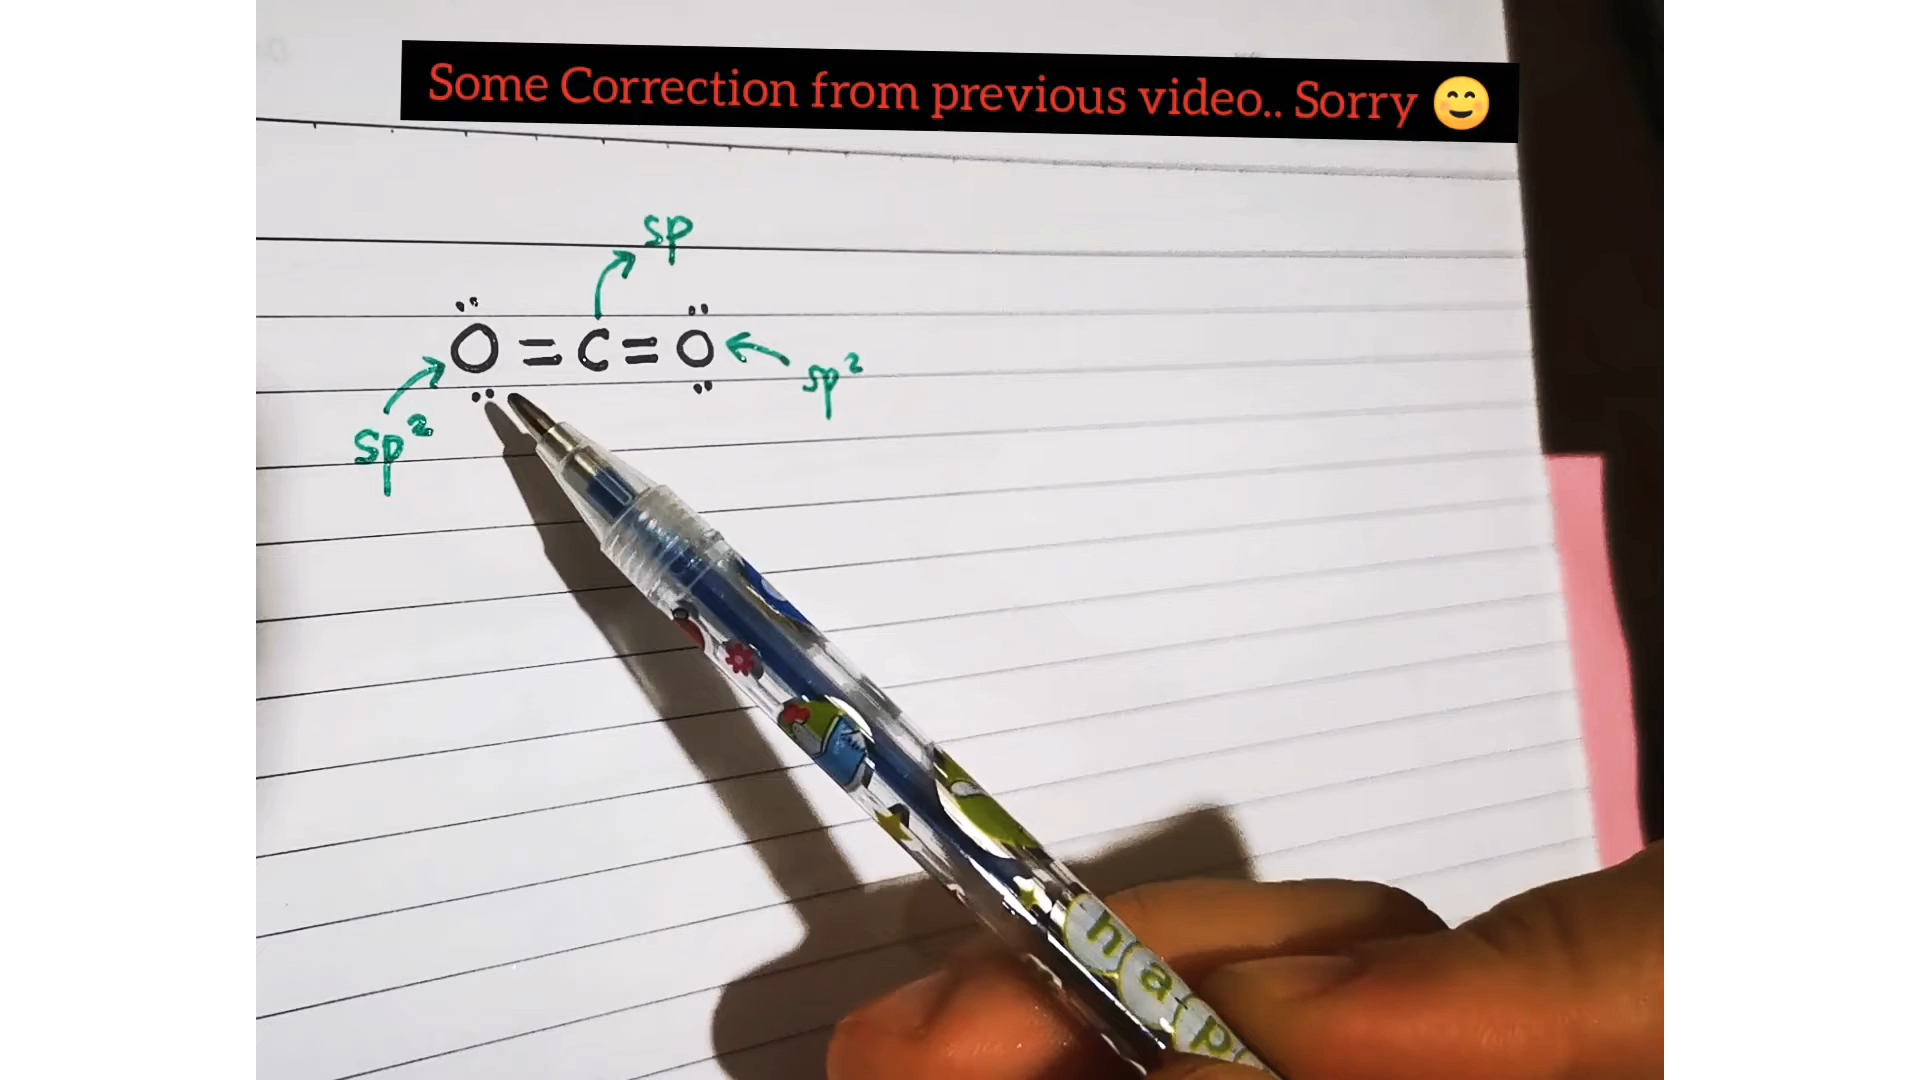 Some Correction from previous video.. Sorry 😊
sp
O = C = O
sp²
sp²
hap